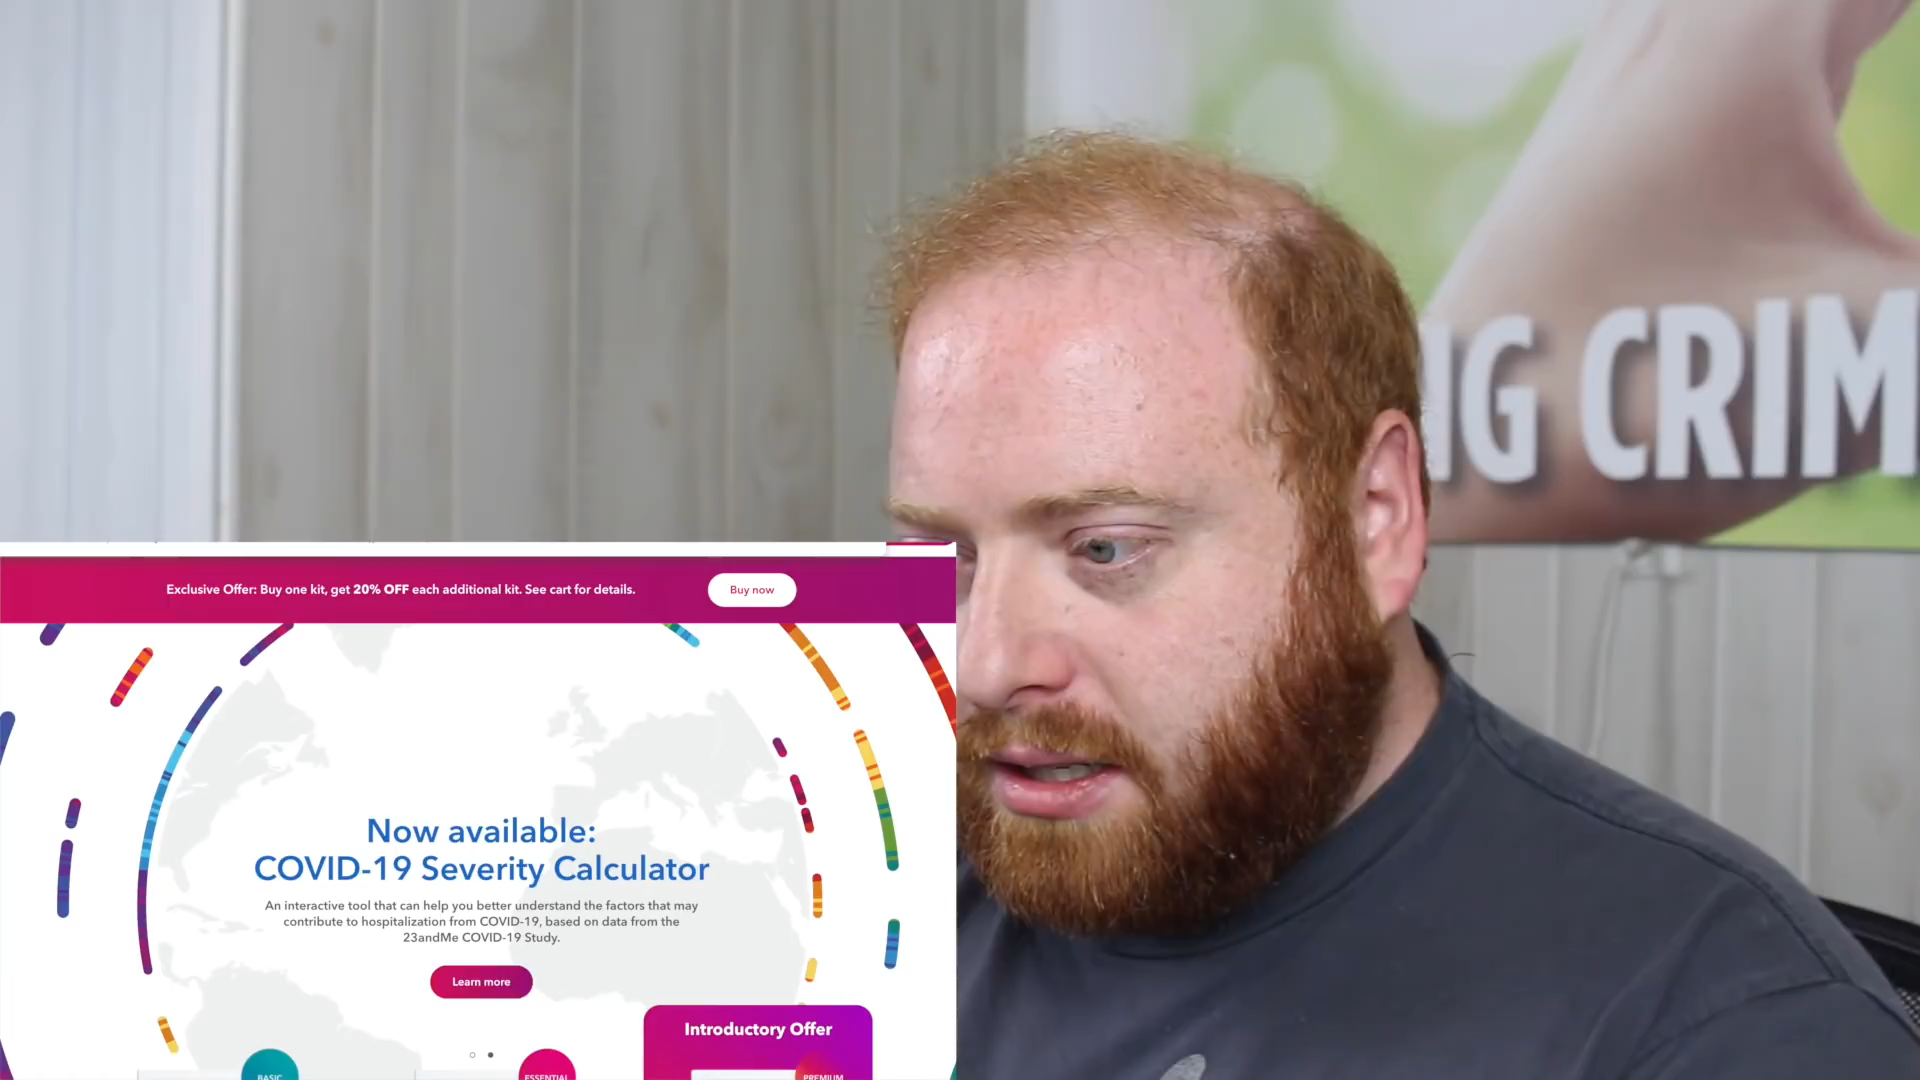 NG CRIM
Exclusive Offer: Buy one kit, get 20% OFF each additional kit. See cart for details.
Buy now
Now available:
COVID-19 Severity Calculator
An interactive tool that can help you better understand the factors that may
contribute to hospitalization from COVID-19, based on data from the
23andMe COVID-19 Study.
Learn more
Introductory Offer
BASIC
ESSENTIAL
PREMIUM